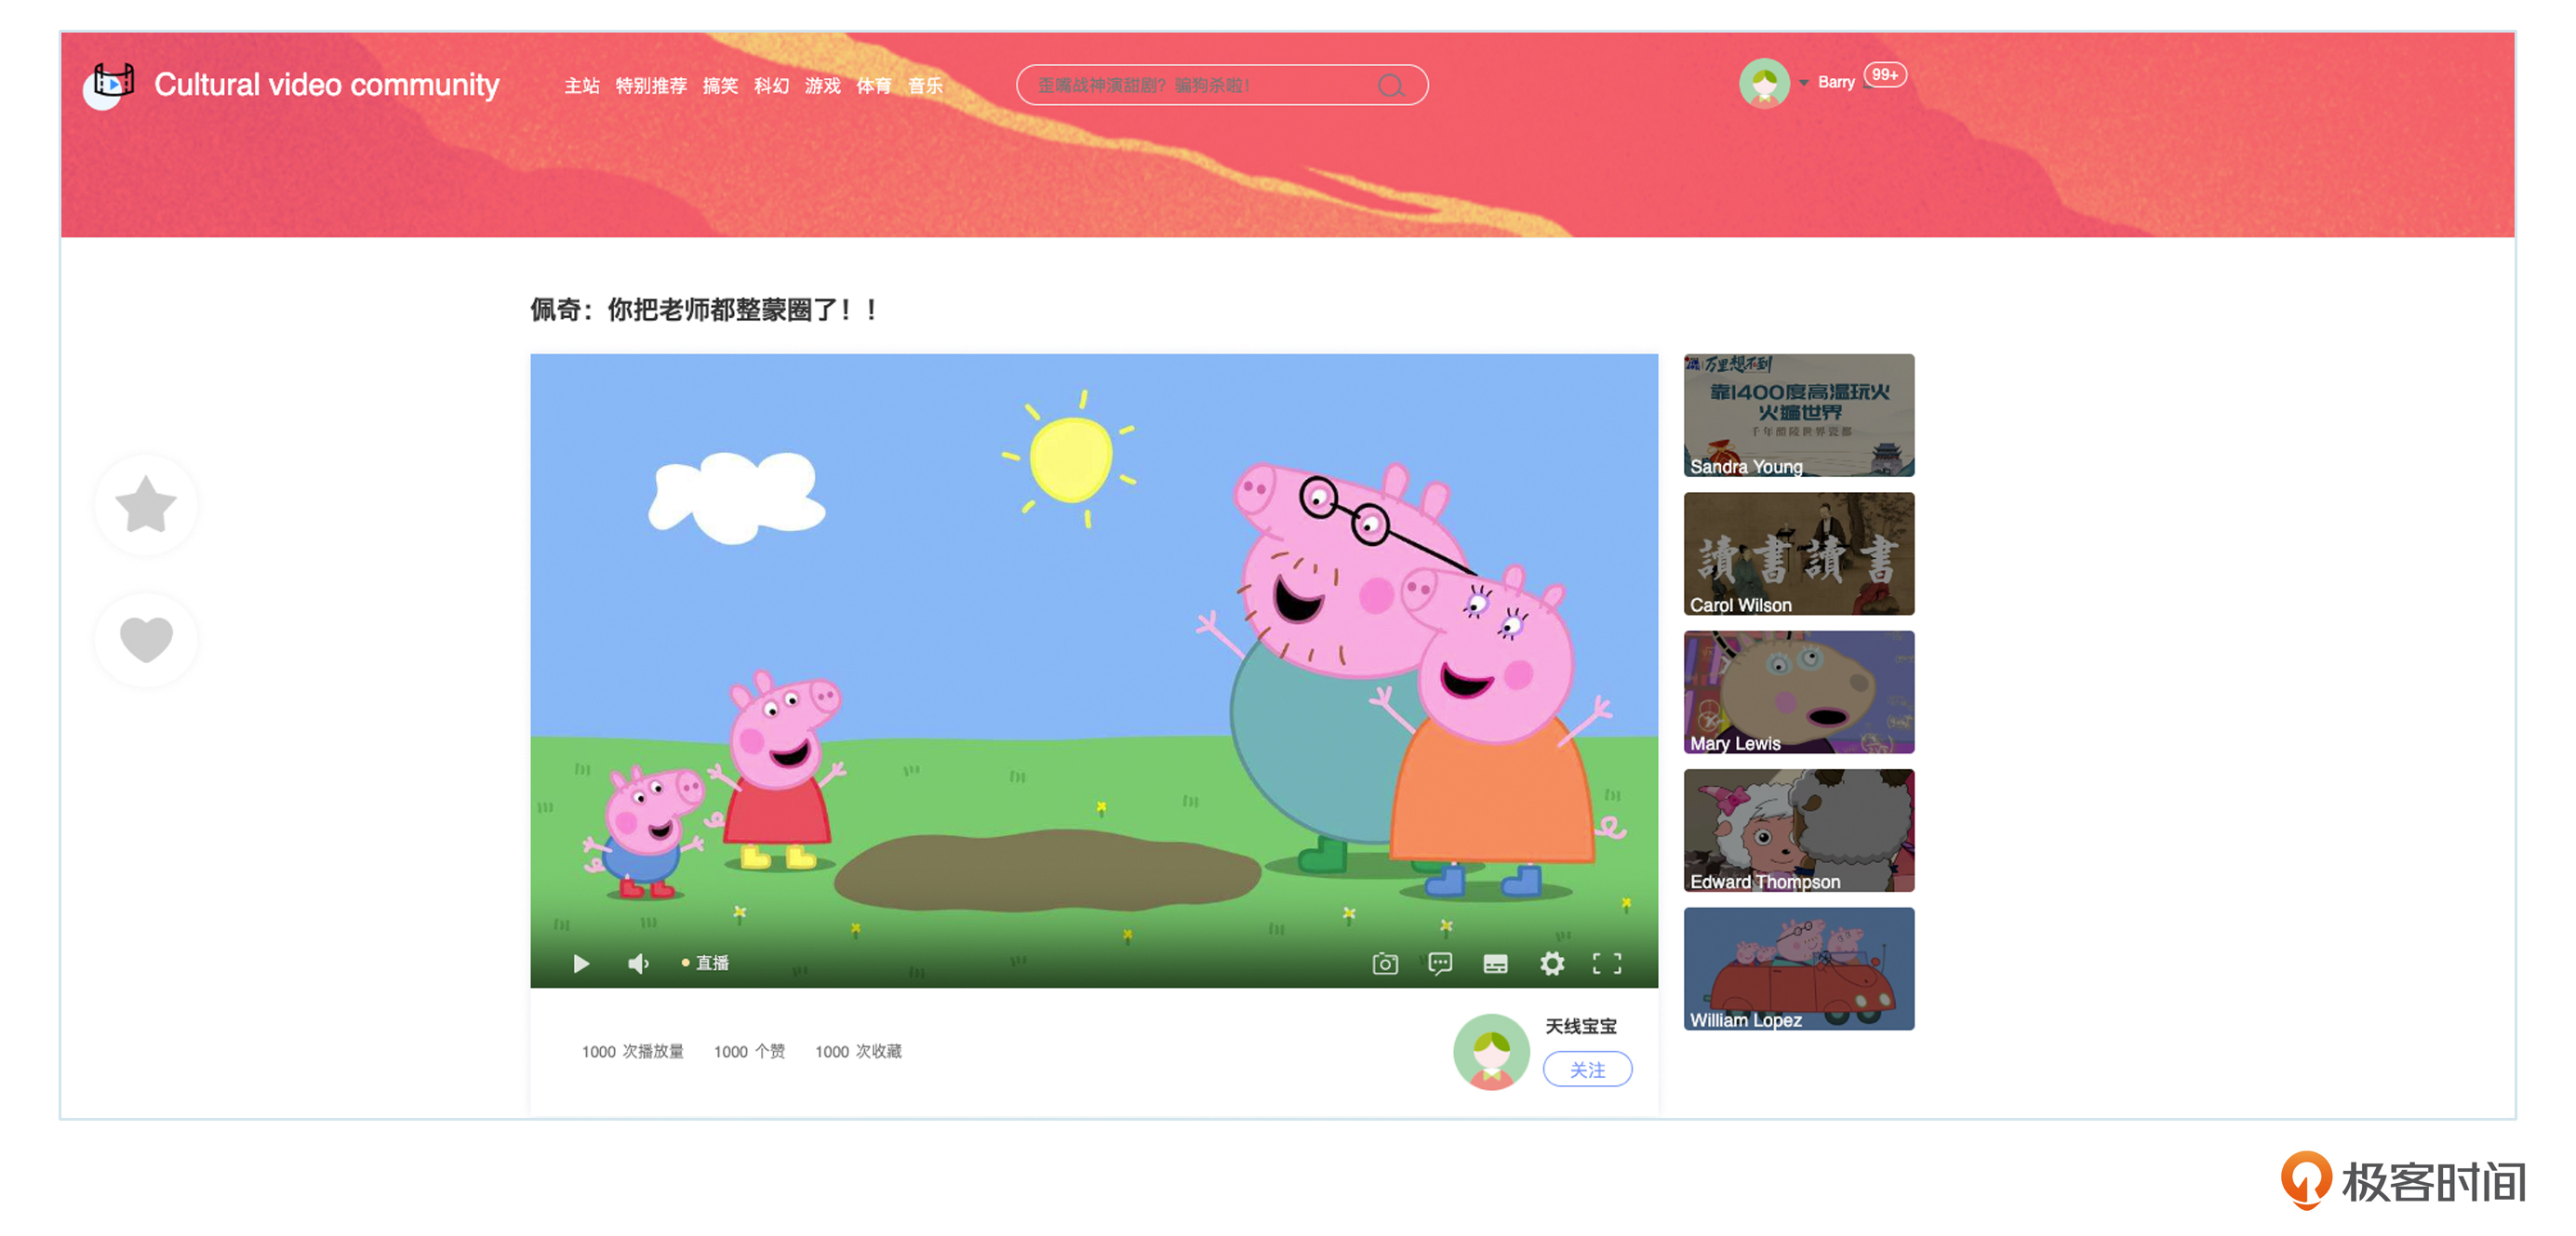 Cultural video community
主站 特别推荐 搞笑 科幻 游戏 体育 音乐
歪嘴战神演甜剧？骗狗杀啦！
Barry
99+
佩奇：你把老师都整蒙圈了！！
直播
1000 次播放量 1000 个赞 1000 次收藏
天线宝宝
关注
万里想不到
靠1400度高温玩火
火遍世界
千年醴陵世界瓷都
Sandra Young
讀書讀書
Carol Wilson
Mary Lewis
Edward Thompson
William Lopez
极客时间